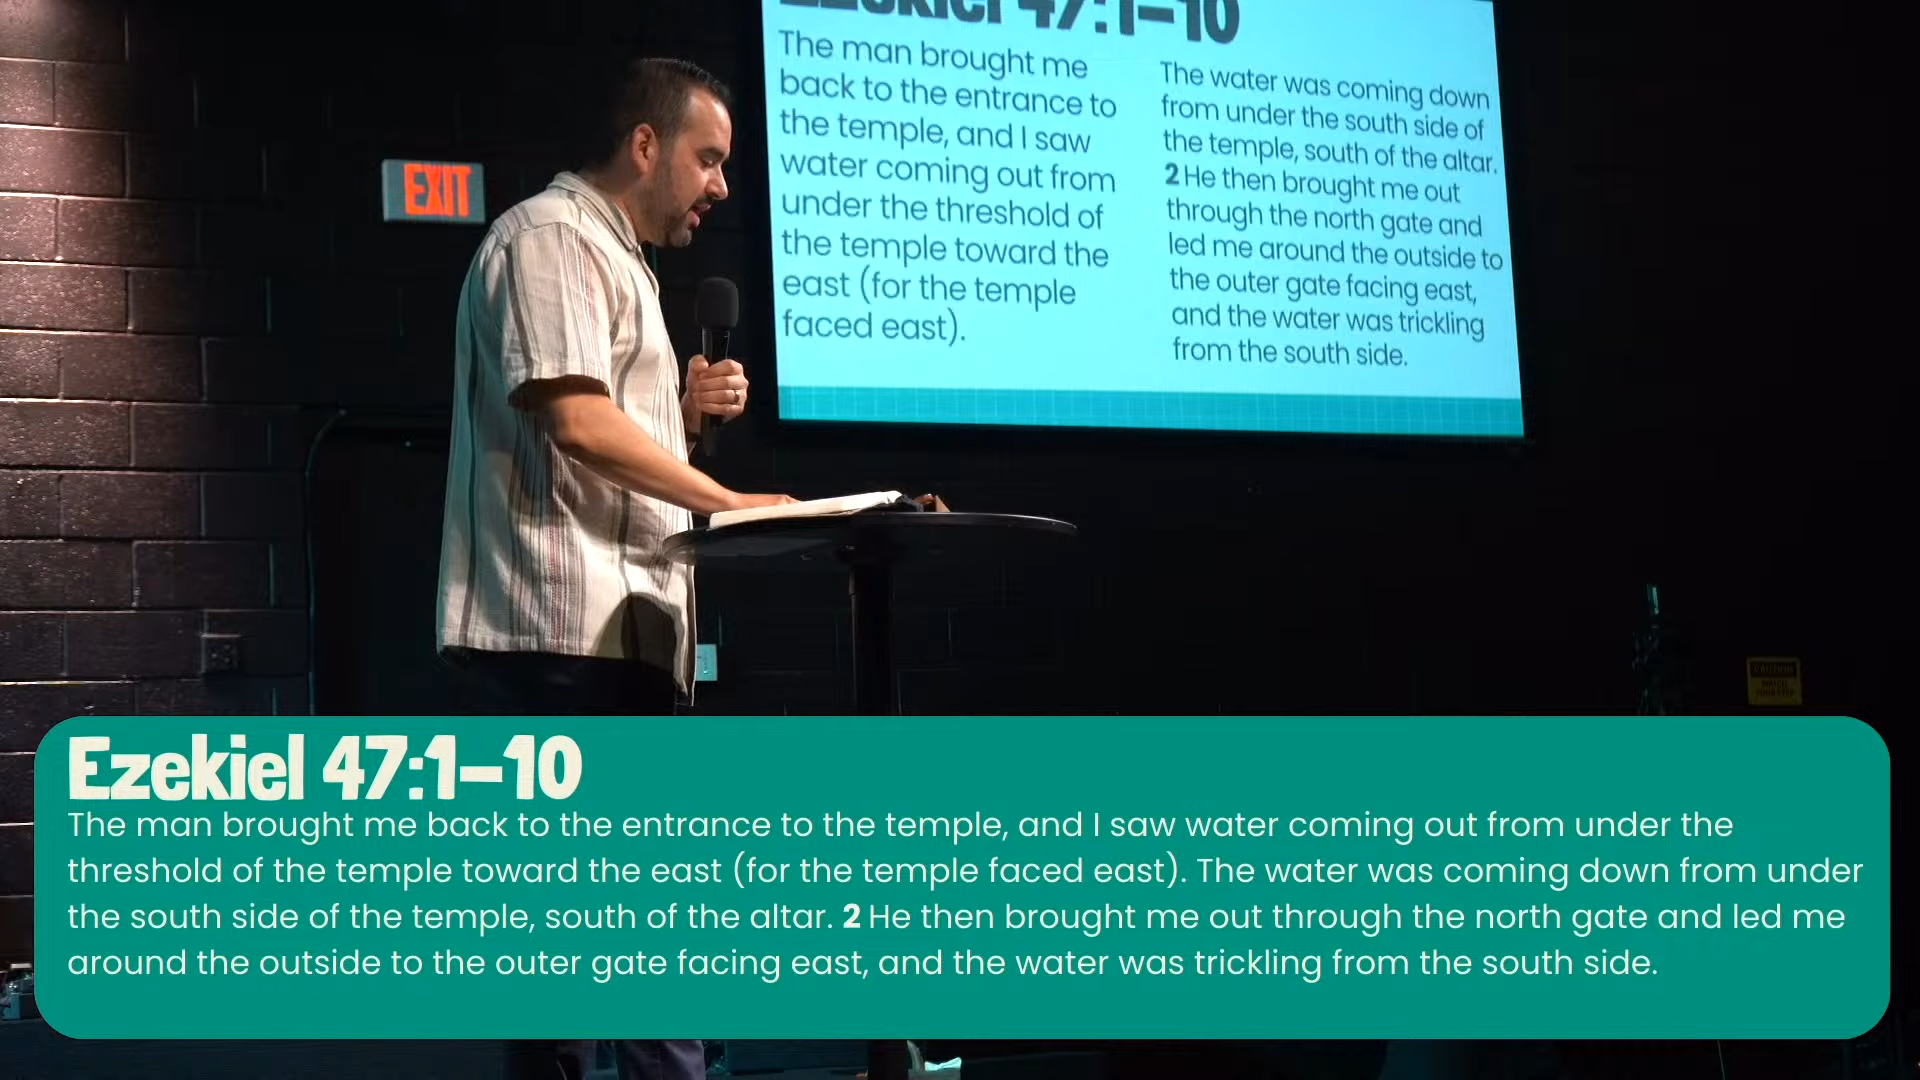 Ezekiel 47:1–10
The man brought me
back to the entrance to
the temple, and I saw
water coming out from
under the threshold of
the temple toward the
east (for the temple
faced east).
The water was coming down
from under the south side of
the temple, south of the altar.
2 He then brought me out
through the north gate and
led me around the outside to
the outer gate facing east,
and the water was trickling
from the south side.
EXIT
CAUTION
WATCH
YOUR STEP
Ezekiel 47:1–10
The man brought me back to the entrance to the temple, and I saw water coming out from under the
threshold of the temple toward the east (for the temple faced east). The water was coming down from under
the south side of the temple, south of the altar. 2 He then brought me out through the north gate and led me
around the outside to the outer gate facing east, and the water was trickling from the south side.